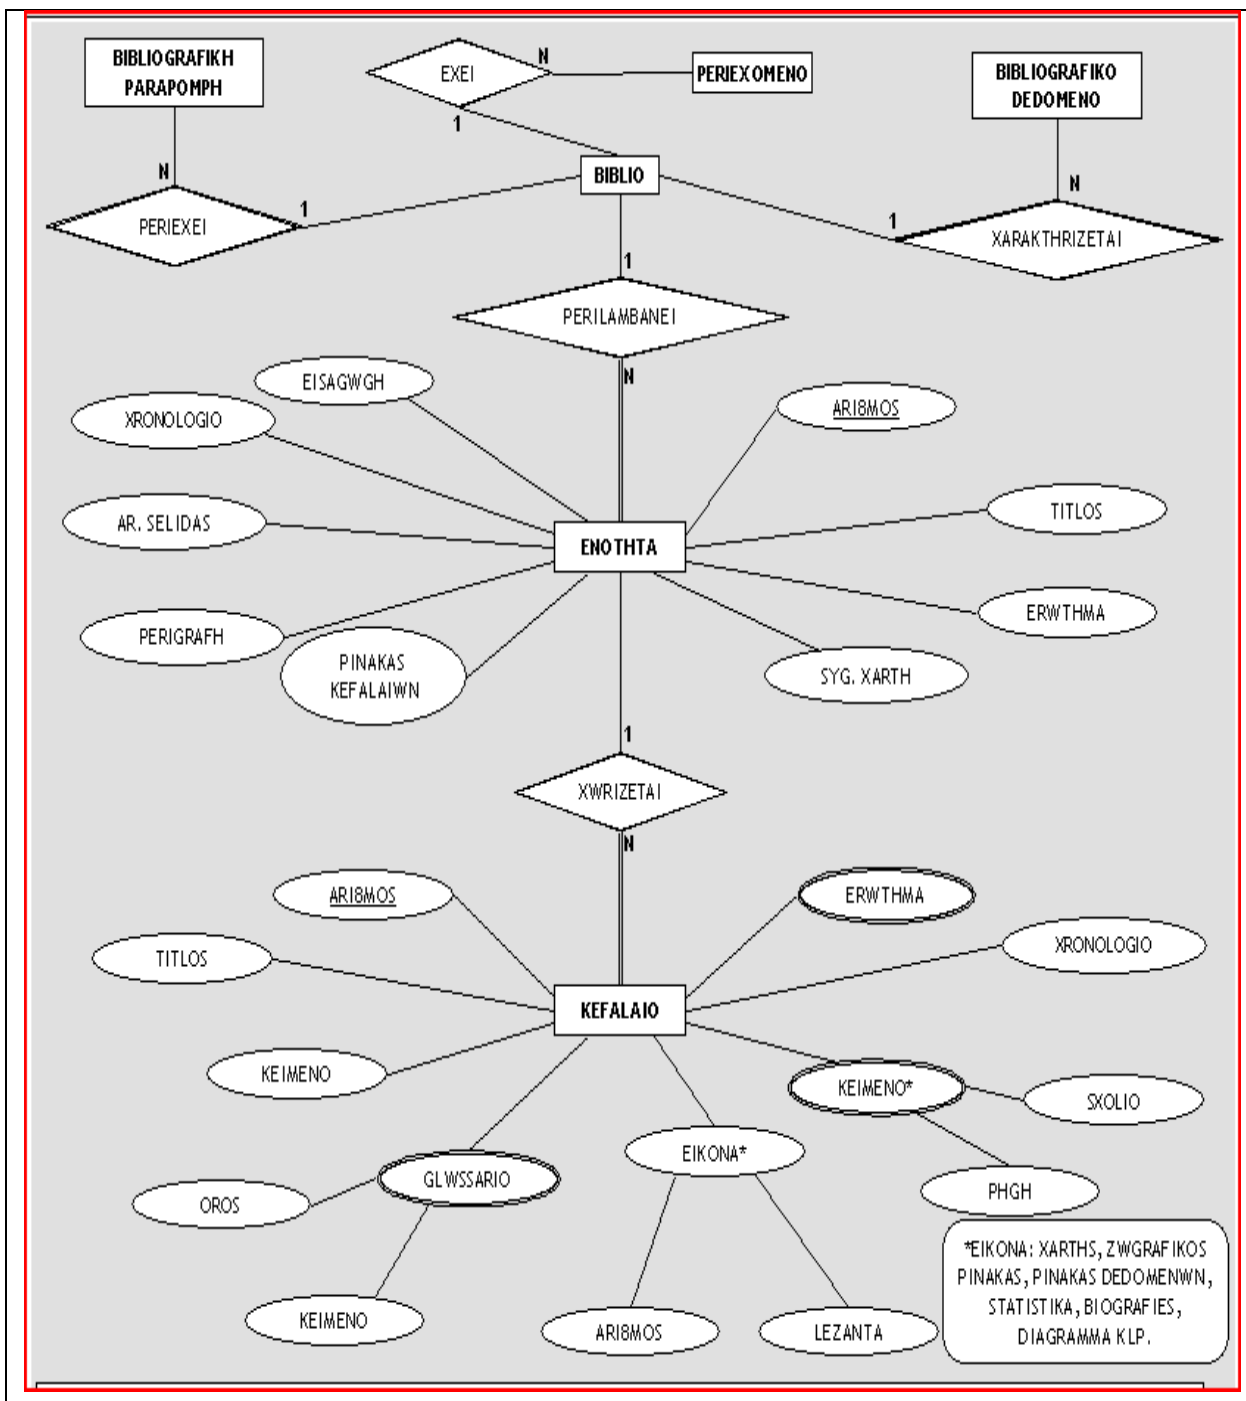 BIBLIOGRAFIKH
PARAPOMPH
EXEI
N
PERIEXOMENO
BIBLIOGRAFIKO
DEDOMENO
1
BIBLIO
N
PERIEXEI
1
N
1
XARAKTHRIZETAI
1
PERILAMBANEI
N
EISAGWGH
XRONOLOGIO
ARI8MOS
AR. SELIDAS
TITLOS
ENOTHTA
PERIGRAFH
ERWTHMA
PINAKAS
KEFALAIWN
SYG. XARTH
1
XWRIZETAI
N
ARI8MOS
ERWTHMA
TITLOS
XRONOLOGIO
KEFALAIO
KEIMENO
KEIMENO*
SXOLIO
EIKONA*
GLWSSARIO
OROS
PHGH
KEIMENO
ARI8MOS
LEZANTA
*EIKONA: XARTHS, ZWGRAFIKOS
PINAKAS, PINAKAS DEDOMENWN,
STATISTIKA, BIOGRAFIES,
DIAGRAMMA KLP.